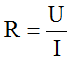 R = U/I